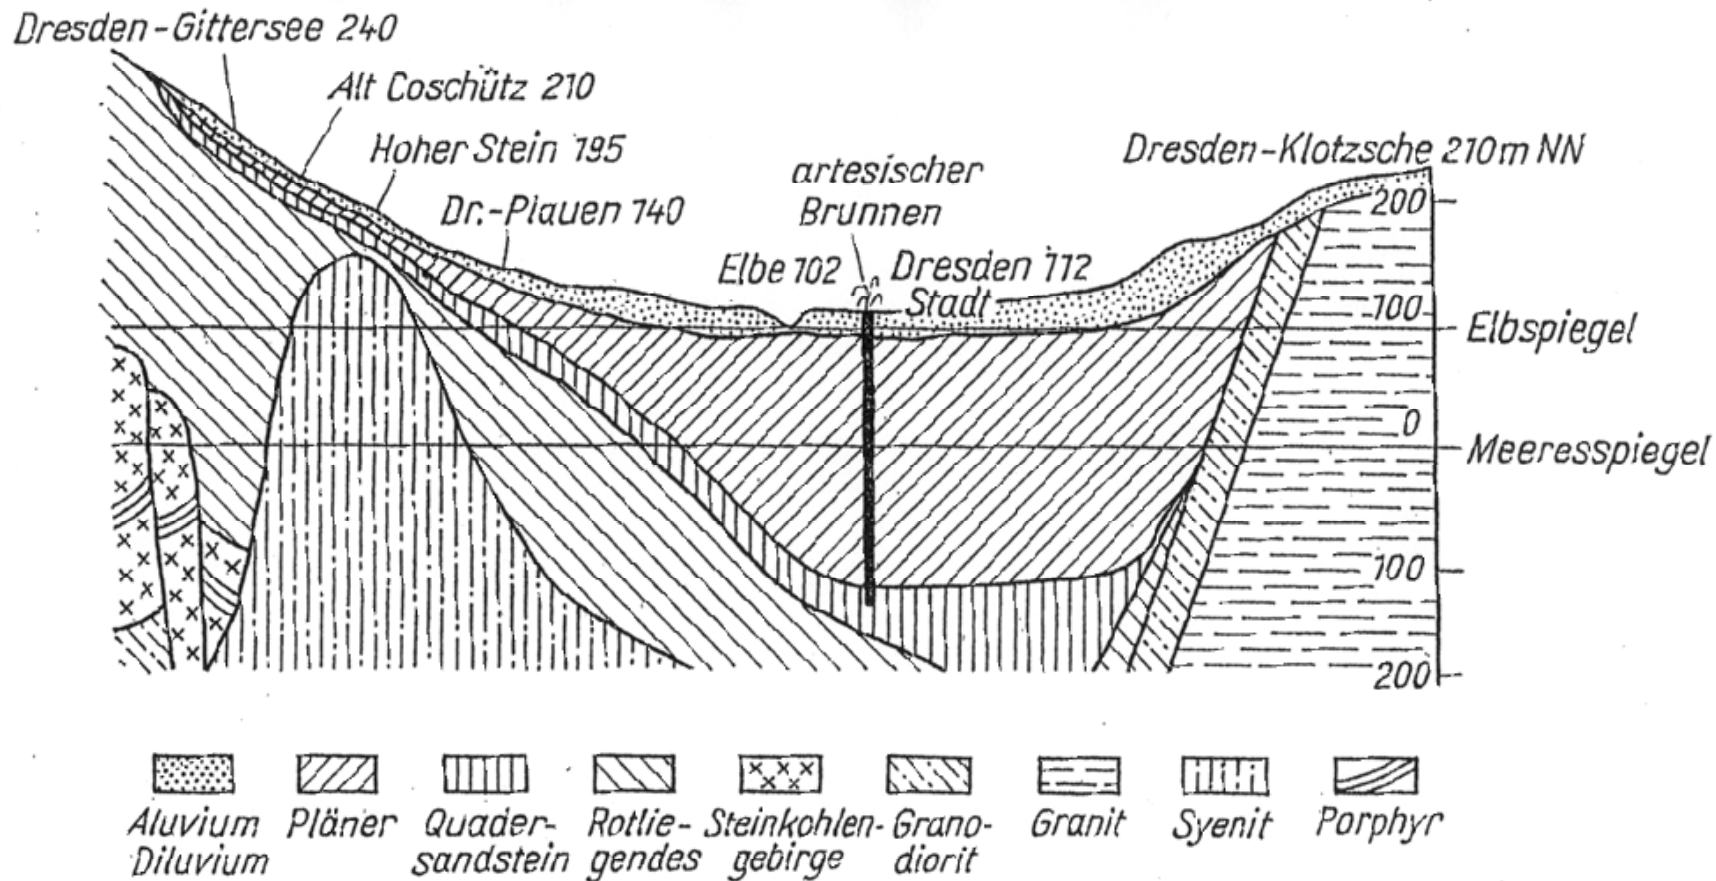 Dresden-Gittersee 240
Alt Coschütz 210
Hoher Stein 195
Dr.-Plauen 140
artesischer
Brunnen
Elbe 102
Dresden 112
Stadt
Dresden-Klotzsche 210m NN
200
100
Elbspiegel
0
Meeresspiegel
100
200
Aluvium
Diluvium
Pläner
Quader-
sandstein
Rotlie-
gendes
Steinkohlen-
gebirge
Grano-
diorit
Granit
Syenit
Porphyr